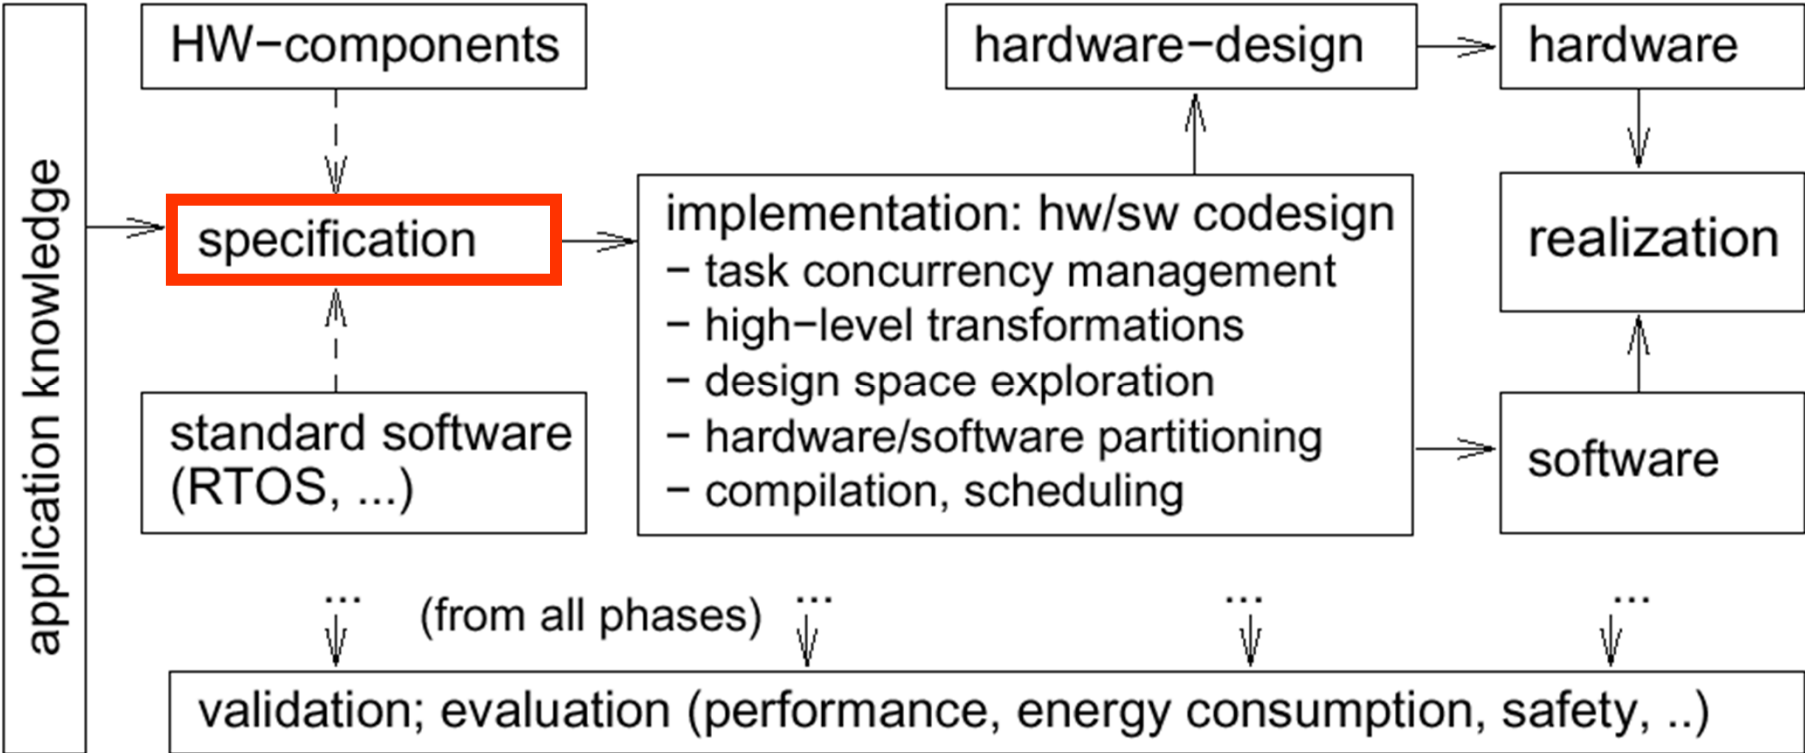 application knowledge
HW−components
specification
standard software
(RTOS, ...)
implementation: hw/sw codesign
− task concurrency management
− high−level transformations
− design space exploration
− hardware/software partitioning
− compilation, scheduling
hardware−design
hardware
realization
software
... (from all phases) ... ... ...
validation; evaluation (performance, energy consumption, safety, ..)